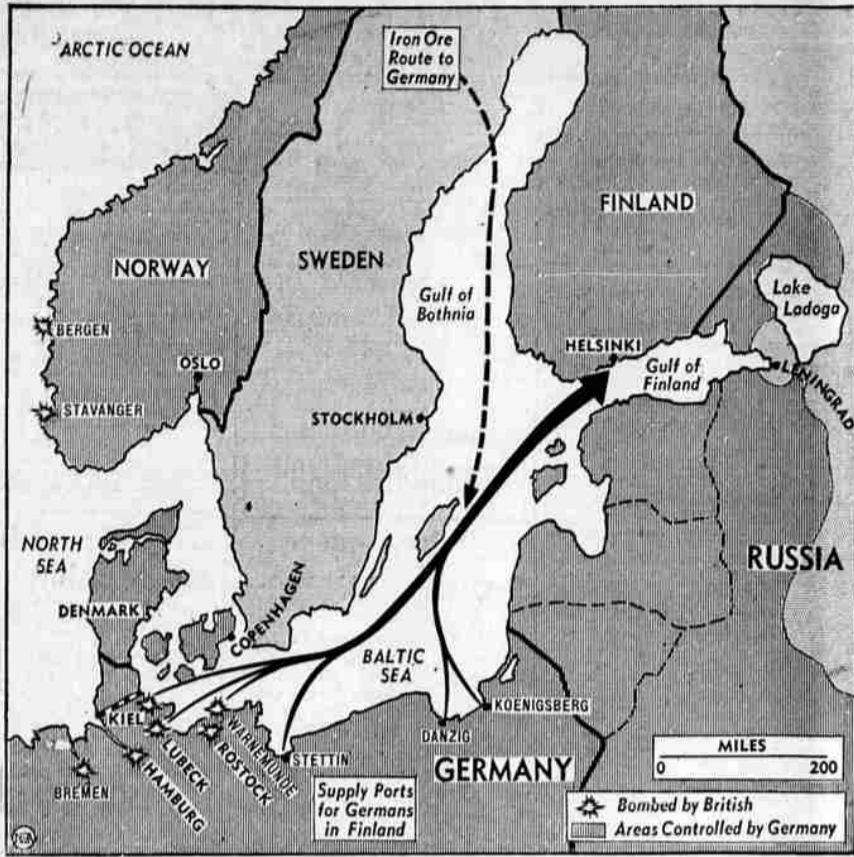 ARCTIC OCEAN
Iron Ore
Route to
Germany
FINLAND
NORWAY
SWEDEN
Lake
Ladoga
Gulf of
Bothnia
BERGEN
HELSINKI
OSLO
Gulf of
Finland
LENINGRAD
STAVANGER
STOCKHOLM
NORTH
SEA
RUSSIA
DENMARK
COPENHAGEN
BALTIC
SEA
KIEL
KOENIGSBERG
WARNEMUNDE
LUBECK
ROSTOCK
DANZIG
STETTIN
HAMBURG
BREMEN
GERMANY
MILES
0 200
Supply Ports
for Germans
in Finland
Bombed by British
Areas Controlled by Germany
NEA